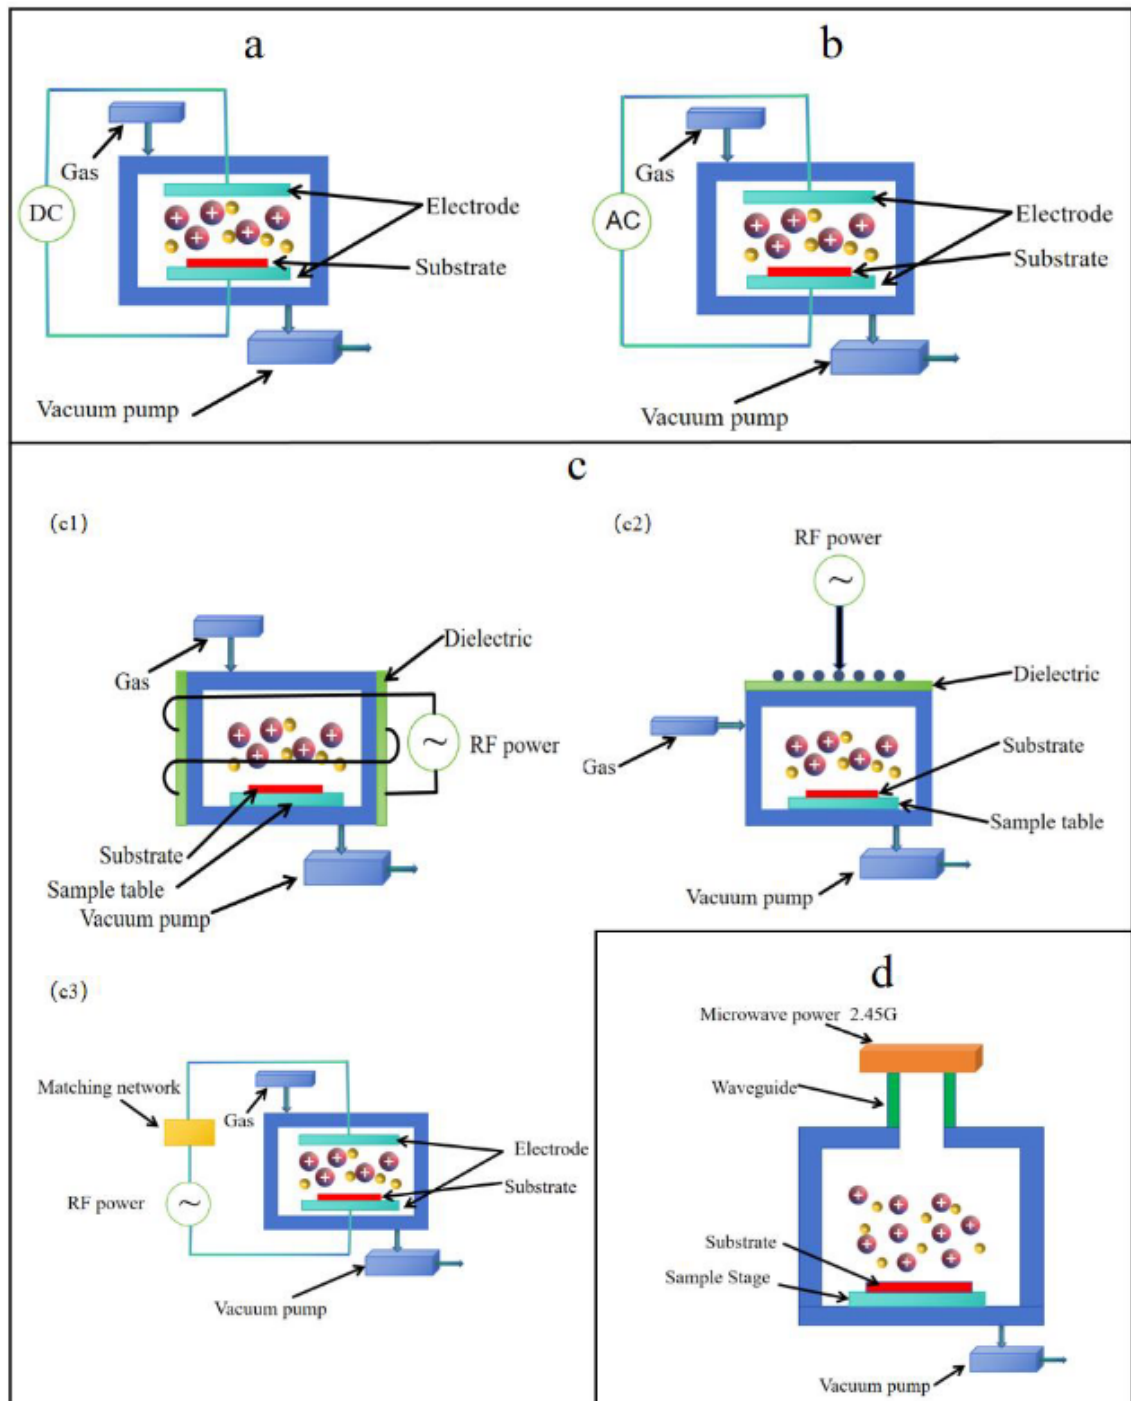 a
Gas
DC
Electrode
Substrate
Vacuum pump
b
Gas
AC
Electrode
Substrate
Vacuum pump
c
(c1)
Gas
Dielectric
RF power
Substrate
Sample table
Vacuum pump
(c2)
RF power
Dielectric
Gas
Substrate
Sample table
Vacuum pump
(c3)
Matching network
Gas
Electrode
Substrate
RF power
Vacuum pump
d
Microwave power 2.45G
Waveguide
Substrate
Sample Stage
Vacuum pump